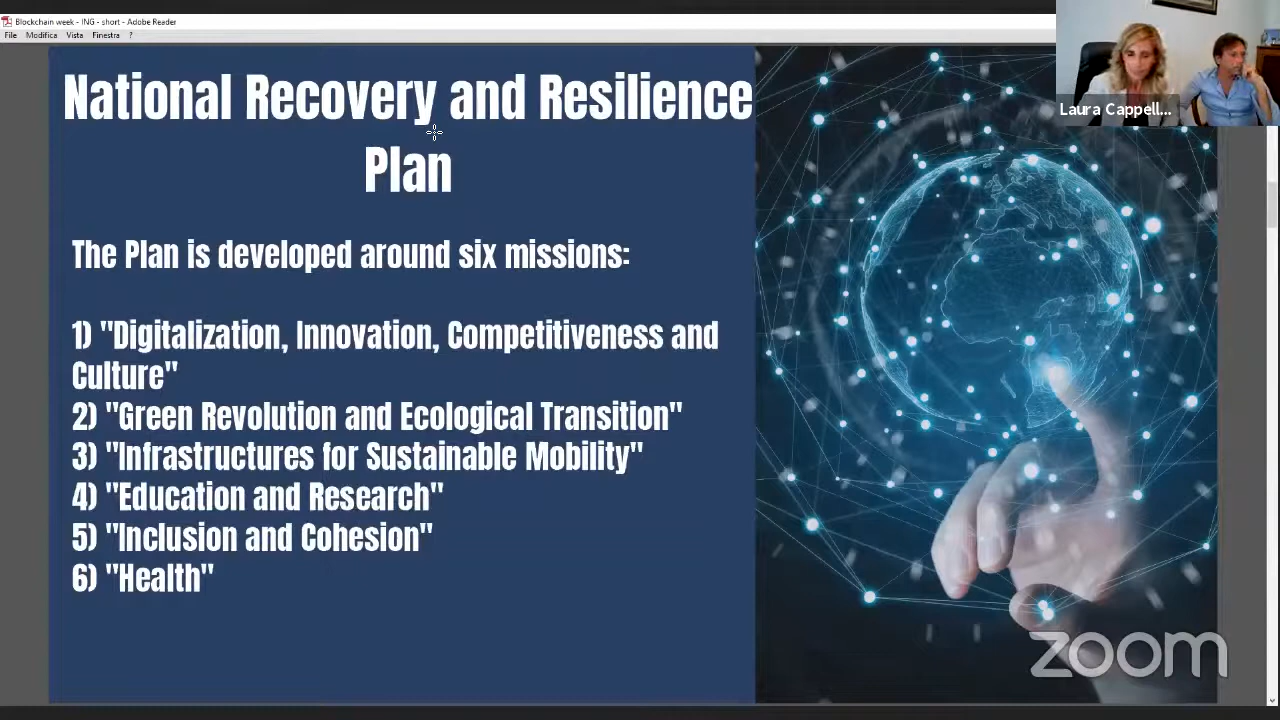 Blockchain week - ING - short - Adobe Reader
File Modifica Vista Finestra ?
National Recovery and Resilience
Plan
The Plan is developed around six missions:
1) "Digitalization, Innovation, Competitiveness and
Culture"
2) "Green Revolution and Ecological Transition"
3) "Infrastructures for Sustainable Mobility"
4) "Education and Research"
5) "Inclusion and Cohesion"
6) "Health"
Laura Cappell...
zoom